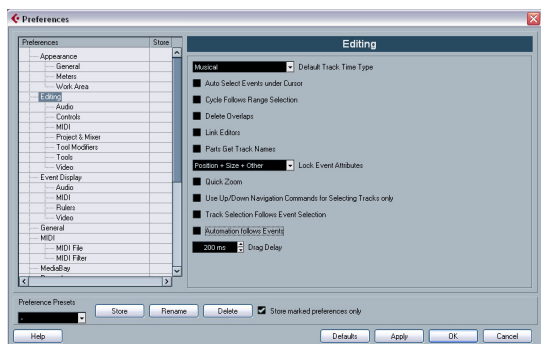 Preferences
Preferences Store
Appearance
General
Meters
Work Area
Editing
Audio
Controls
MIDI
Project & Mixer
Tool Modifiers
Tools
Video
Event Display
Audio
MIDI
Rulers
Video
General
MIDI
MIDI File
MIDI Filter
MediaBay
Editing
Musical Default Track Time Type
Auto Select Events under Cursor
Cycle Follows Range Selection
Delete Overlaps
Link Editors
Parts Get Track Names
Position + Size + Other Lock Event Attributes
Quick Zoom
Use Up/Down Navigation Commands for Selecting Tracks only
Track Selection Follows Event Selection
Automation follows Events
200 ms Drag Delay
Preference Presets
- Store Rename Delete Store marked preferences only
Help Defaults Apply OK Cancel